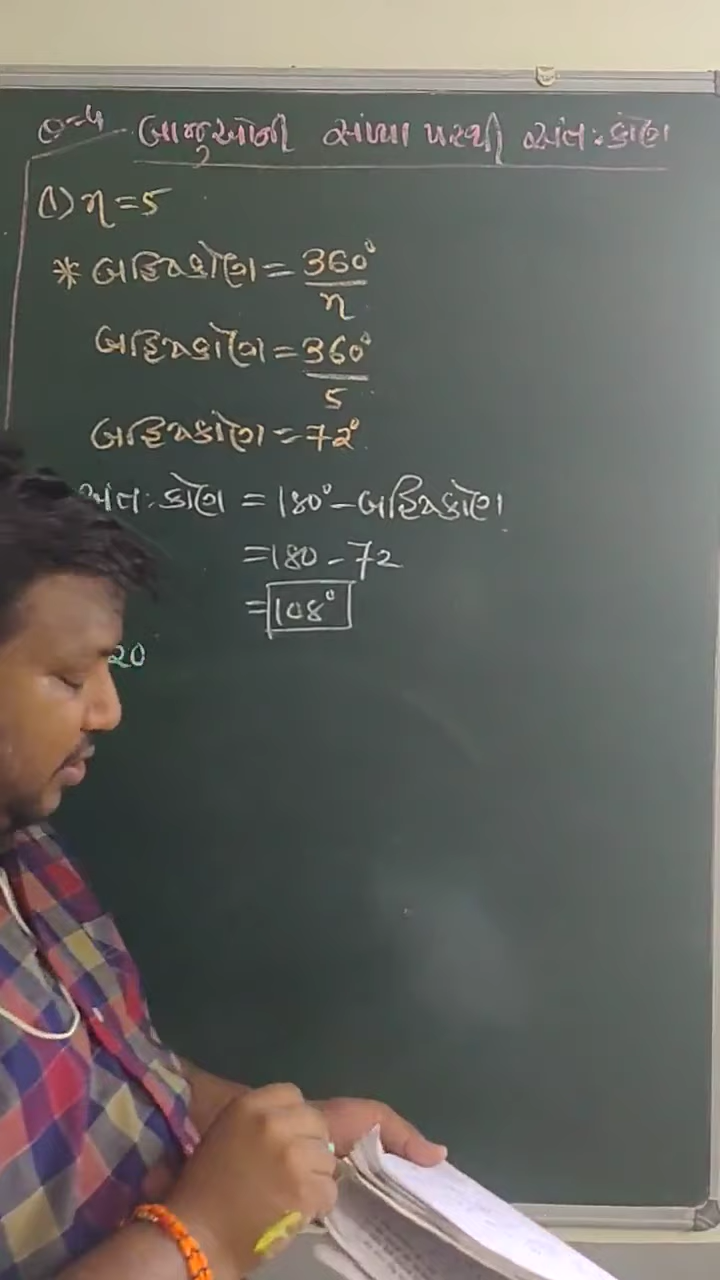 બાજુઓની સંખ્યા પરથી અંતઃકોણ
(1) n=5
* બહિષ્કોણ = 360°/n
બહિષ્કોણ = 360°/5
બહિષ્કોણ = 72°
અંતઃકોણ = 180° - બહિષ્કોણ
= 180 - 72
= 108°
20